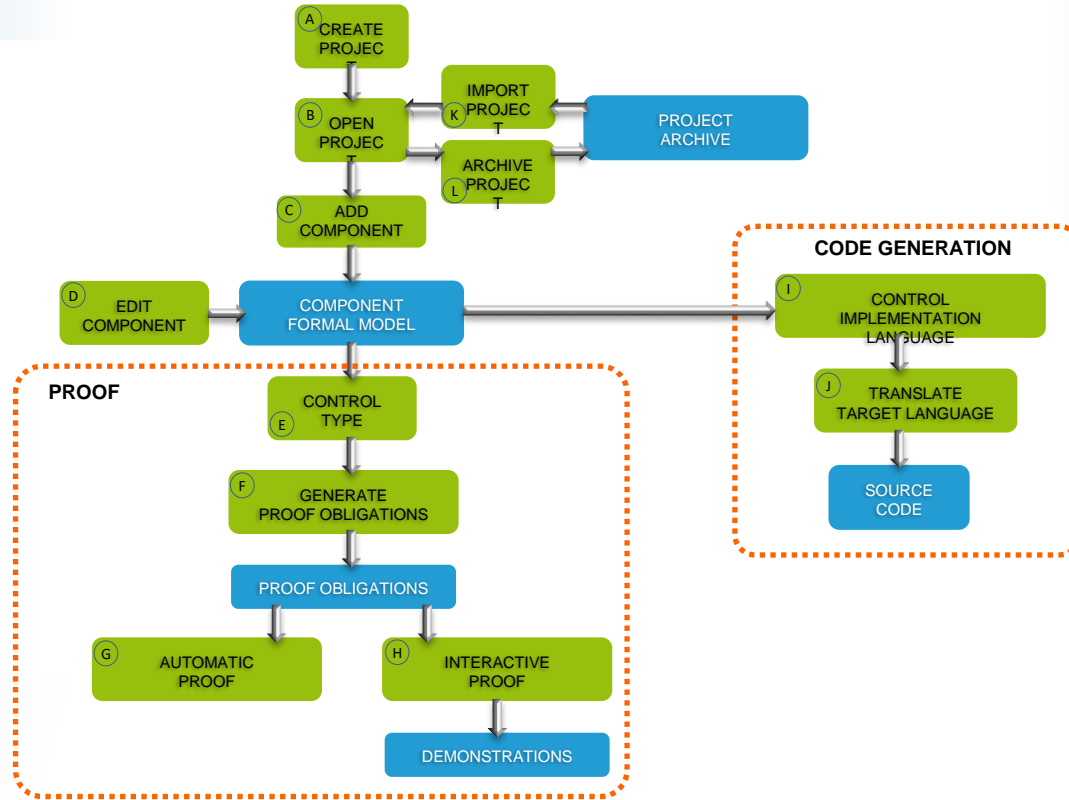 A
CREATE
PROJEC
T
B
OPEN
PROJEC
T
K
IMPORT
PROJEC
T
PROJECT
ARCHIVE
L
ARCHIVE
PROJEC
T
C
ADD
COMPONENT
D
EDIT
COMPONENT
COMPONENT
FORMAL MODEL
CODE GENERATION
I
CONTROL
IMPLEMENTATION
LANGUAGE
J
TRANSLATE
TARGET LANGUAGE
SOURCE
CODE
PROOF
E
CONTROL
TYPE
F
GENERATE
PROOF OBLIGATIONS
PROOF OBLIGATIONS
G
AUTOMATIC
PROOF
H
INTERACTIVE
PROOF
DEMONSTRATIONS